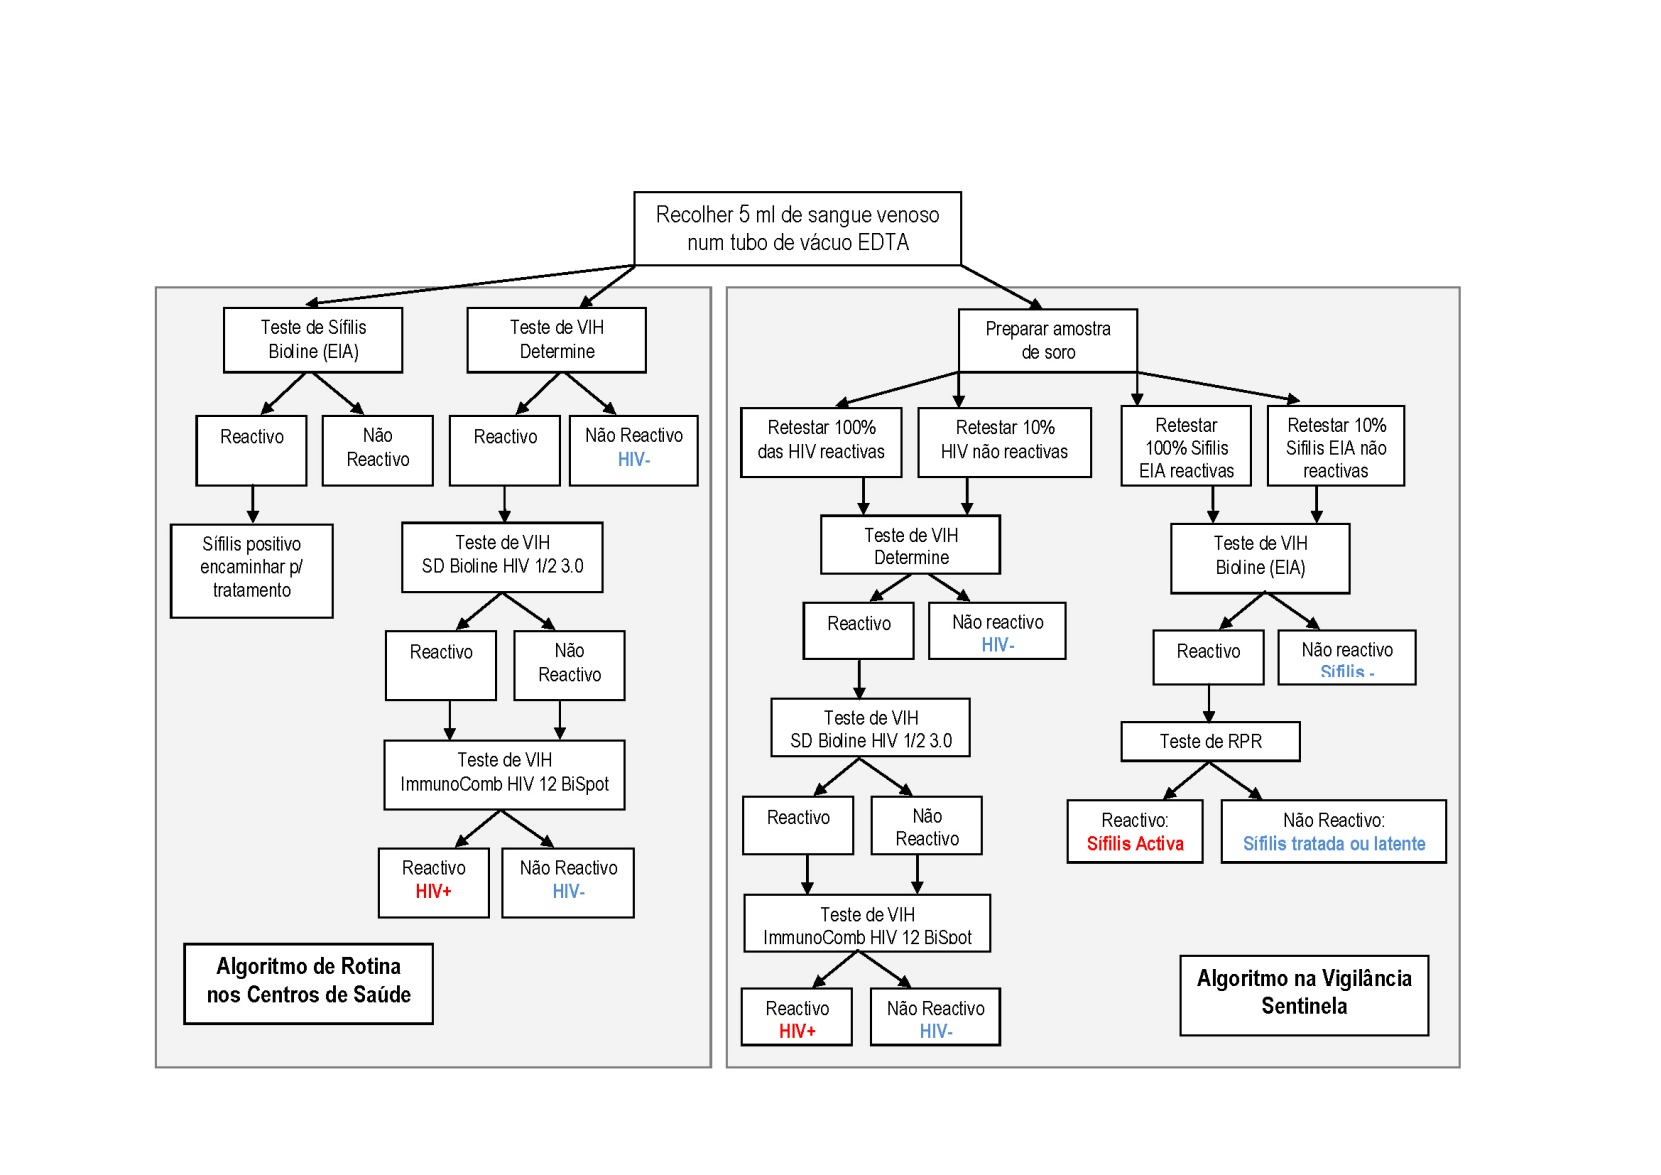 Recolher 5 ml de sangue venoso
num tubo de vácuo EDTA
Teste de Sífilis
Bioline (EIA)
Teste de VIH
Determine
Reactivo
Não
Reactivo
Reactivo
Não Reactivo
HIV-
Sífilis positivo
encaminhar p/
tratamento
Teste de VIH
SD Bioline HIV 1/2 3.0
Reactivo
Não
Reactivo
Teste de VIH
ImmunoComb HIV 12 BiSpot
Reactivo
HIV+
Não Reactivo
HIV-
Algoritmo de Rotina
nos Centros de Saúde
Preparar amostra
de soro
Retestar 100%
das HIV reactivas
Retestar 10%
HIV não reactivas
Retestar
100% Sífilis
EIA reactivas
Retestar 10%
Sífilis EIA não
reactivas
Teste de VIH
Determine
Reactivo
Não reactivo
HIV-
Teste de VIH
SD Bioline HIV 1/2 3.0
Reactivo
Não
Reactivo
Teste de VIH
ImmunoComb HIV 12 BiSpot
Reactivo
HIV+
Não Reactivo
HIV-
Teste de VIH
Bioline (EIA)
Reactivo
Não reactivo
Sífilis -
Teste de RPR
Reactivo:
Sífilis Activa
Não Reactivo:
Sífilis tratada ou latente
Algoritmo na Vigilância
Sentinela